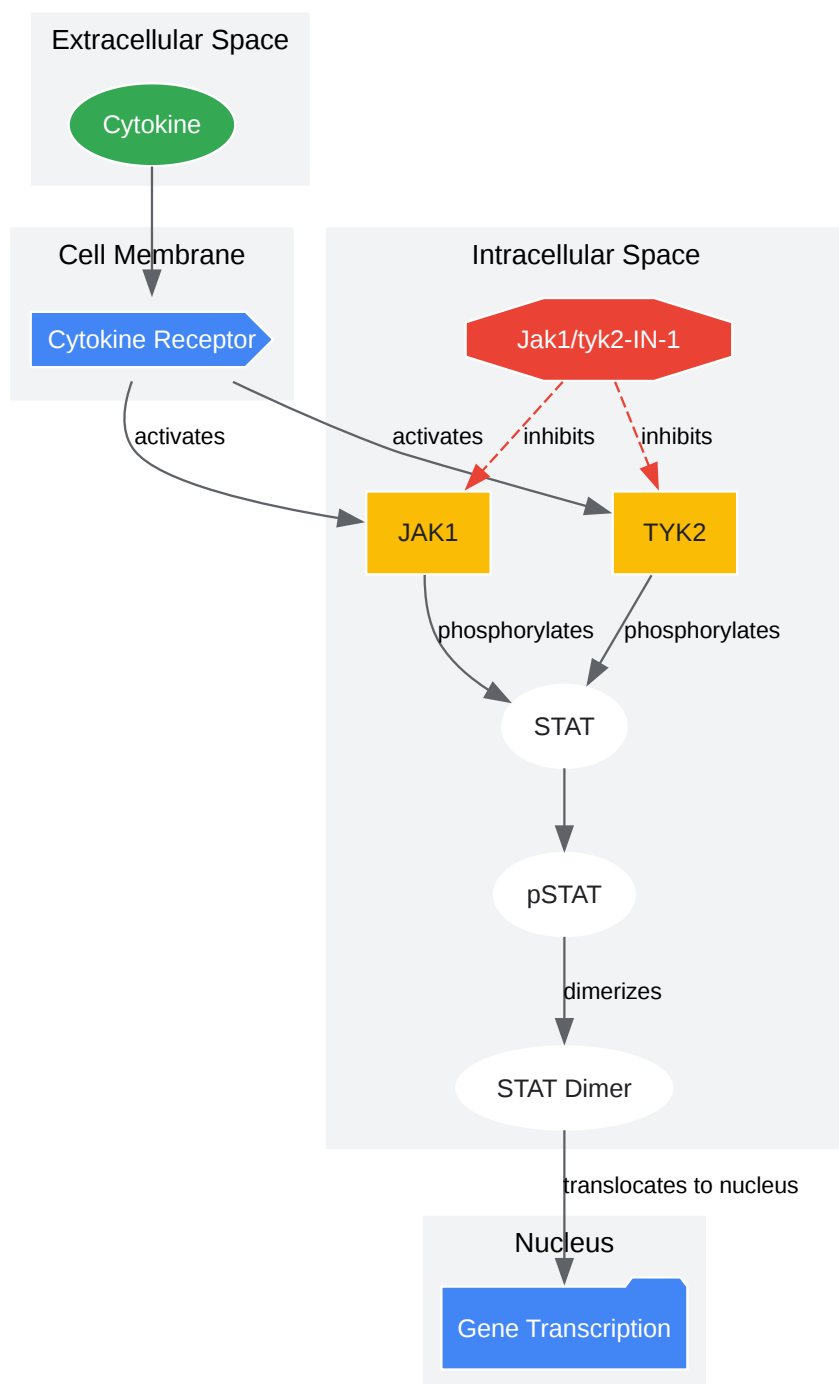 Extracellular Space
Cytokine
Cell Membrane
Intracellular Space
Cytokine Receptor
Jak1/tyk2-IN-1
activates
activates
inhibits
inhibits
JAK1
TYK2
phosphorylates
phosphorylates
STAT
pSTAT
dimerizes
STAT Dimer
translocates to nucleus
Nucleus
Gene Transcription